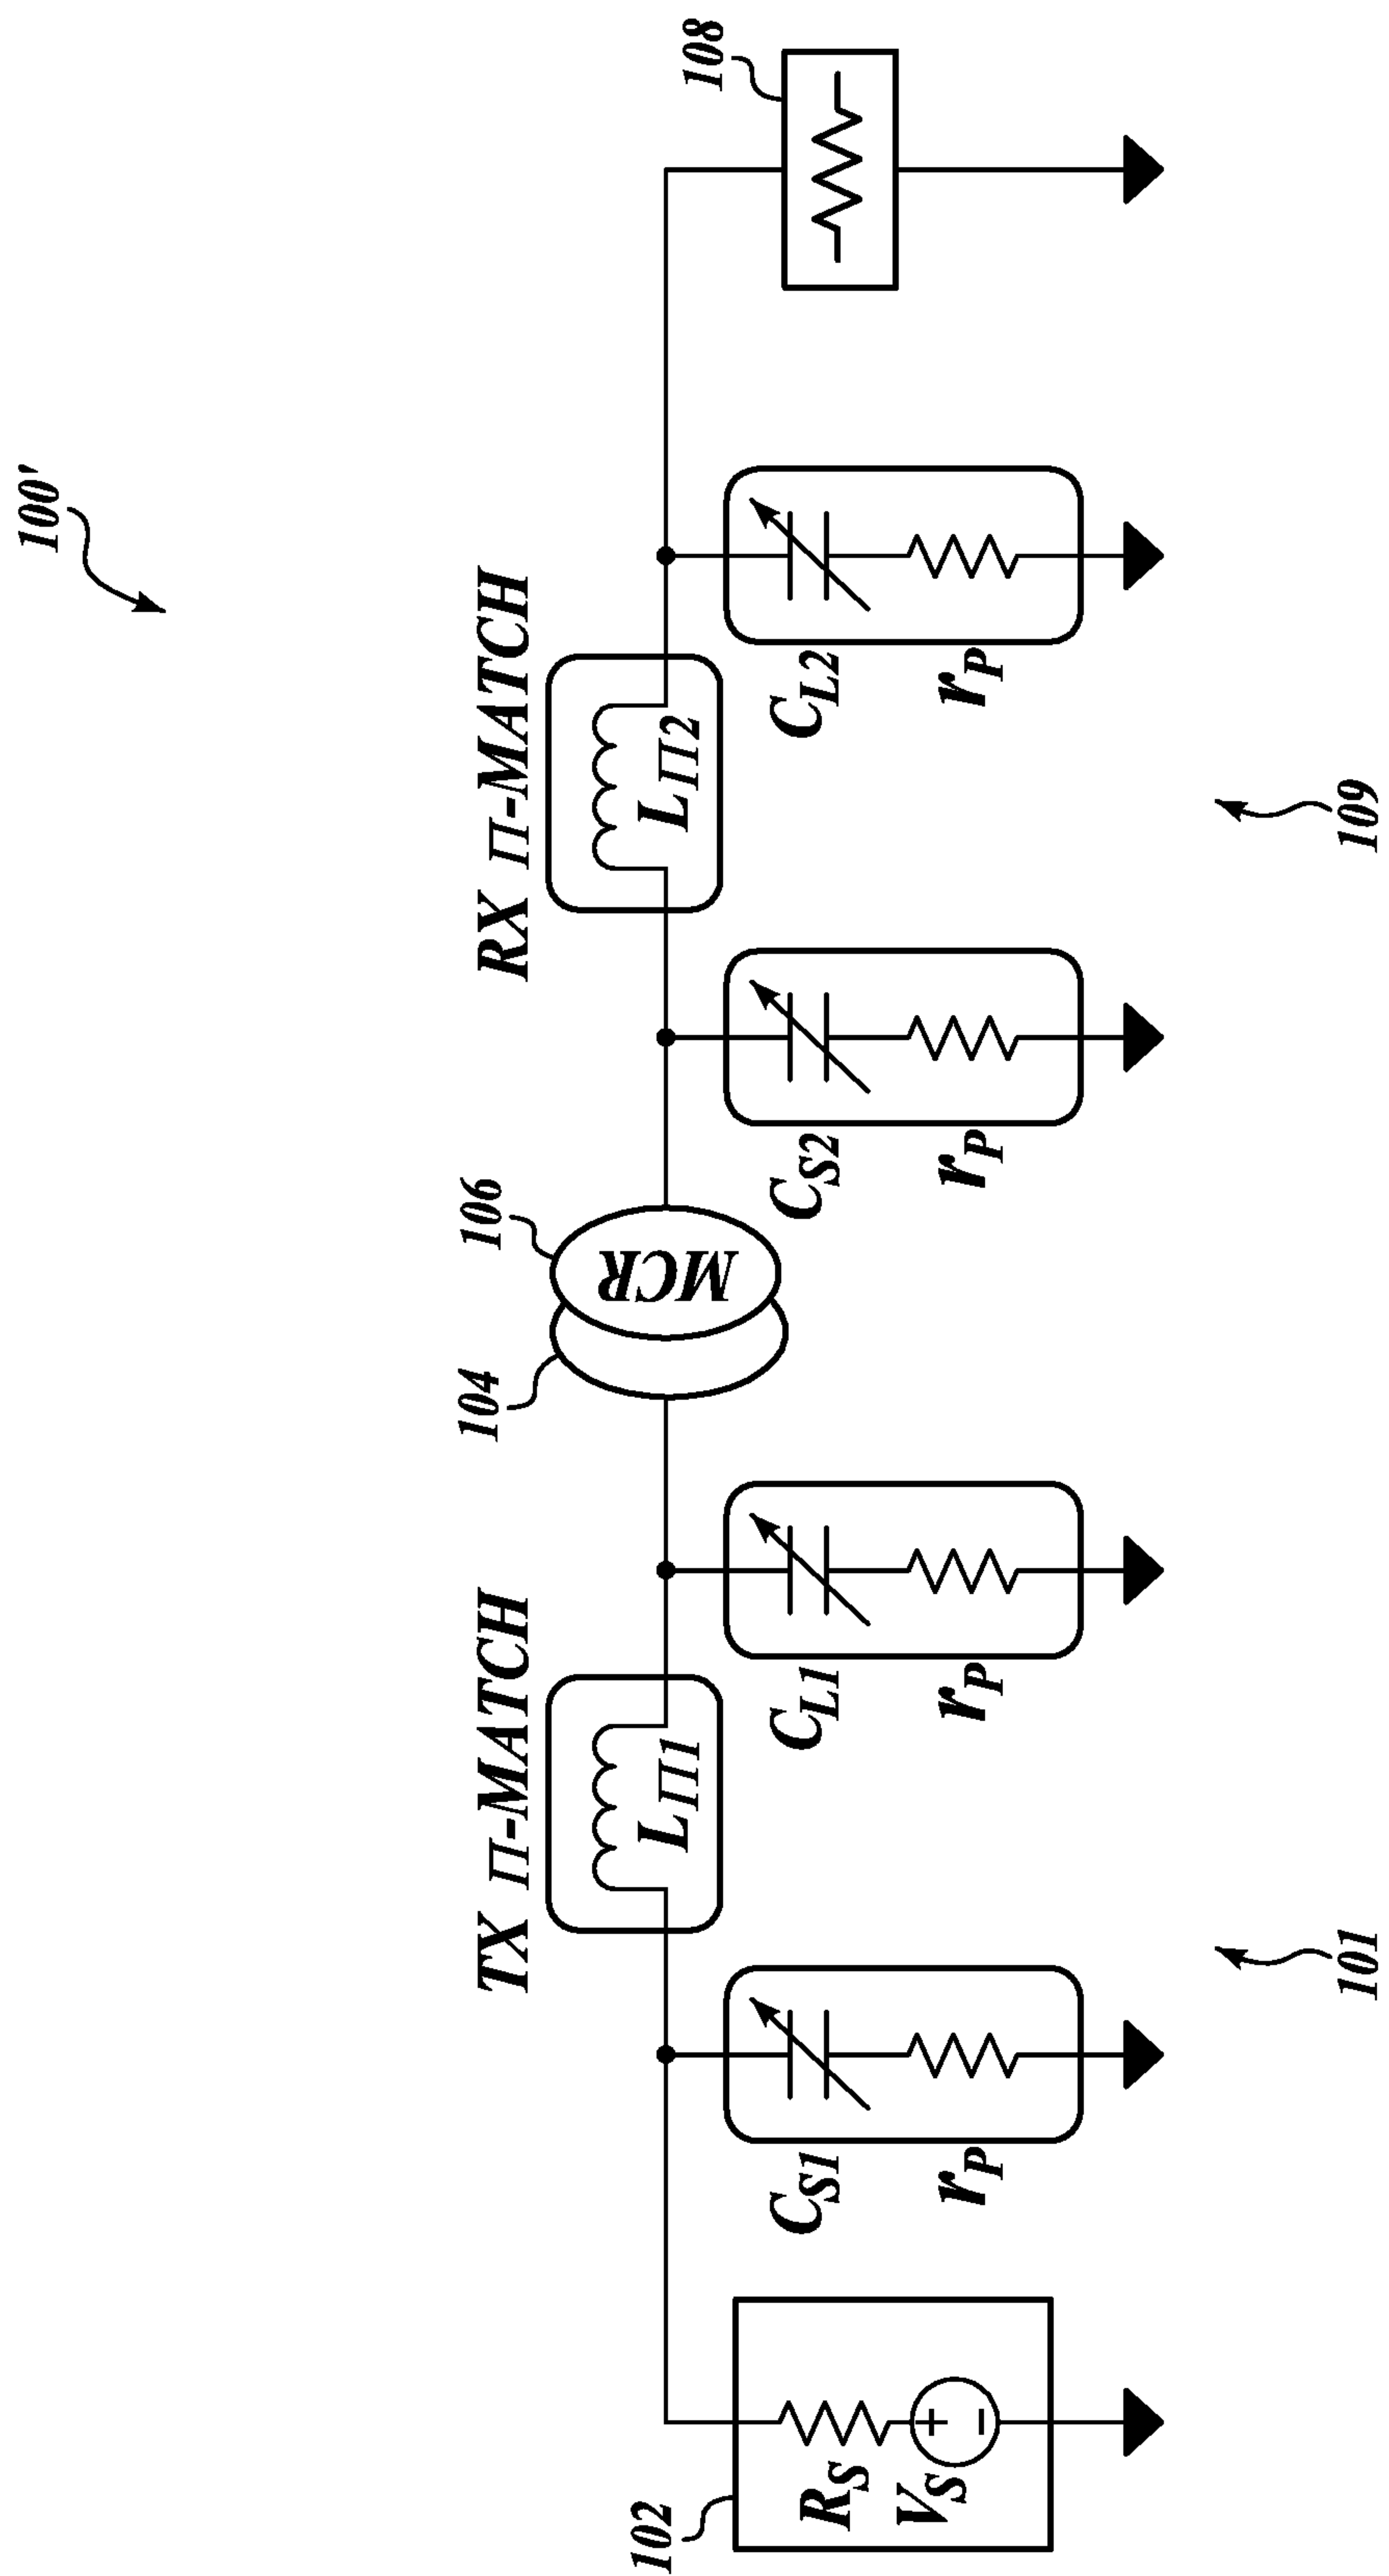 100'
TX Π-MATCH
RX Π-MATCH
104
106
MCR
108
LΠ1
LΠ2
102
RS
VS
+
−
CS1
rP
CL1
rP
CS2
rP
CL2
rP
101
109